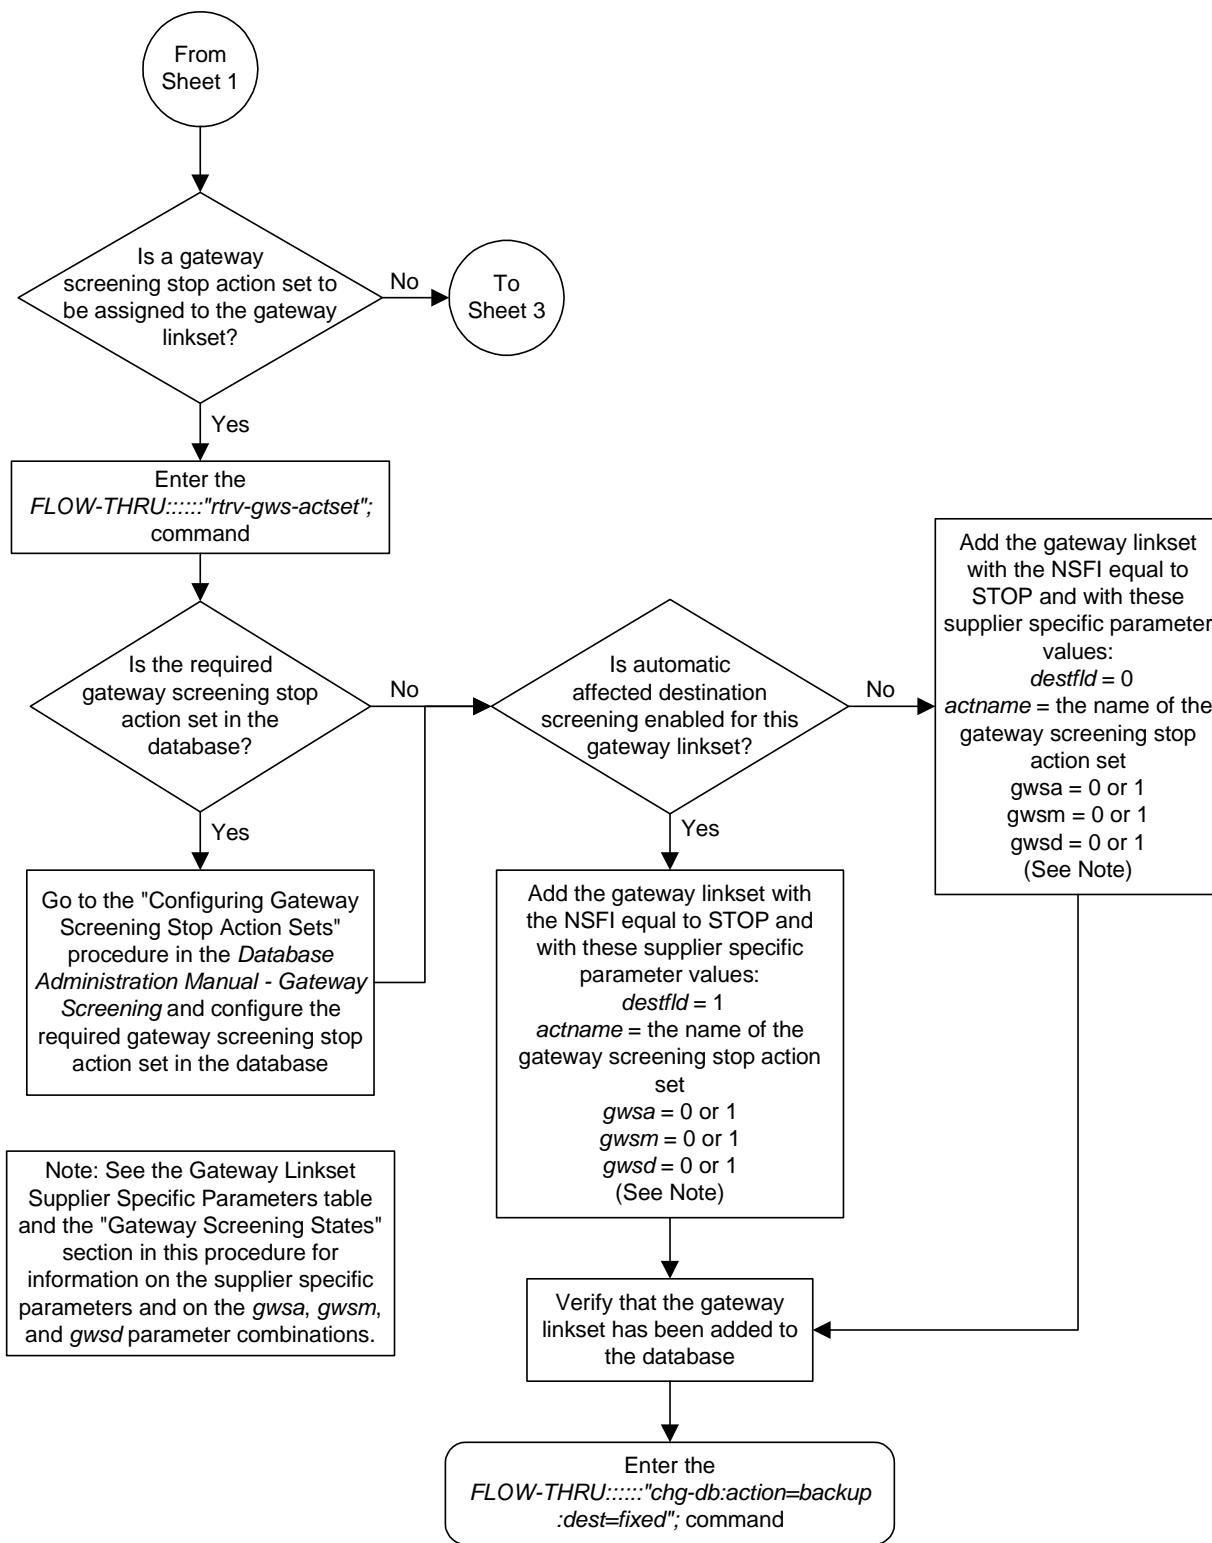 From
Sheet 1
Is a gateway
screening stop action set to
be assigned to the gateway
linkset?
No
To
Sheet 3
Yes
Enter the
FLOW-THRU::::::"rtrv-gws-actset";
command
Is the required
gateway screening stop
action set in the
database?
No
Yes
Go to the "Configuring Gateway
Screening Stop Action Sets"
procedure in the Database
Administration Manual - Gateway
Screening and configure the
required gateway screening stop
action set in the database
Is automatic
affected destination
screening enabled for this
gateway linkset?
No
Yes
Add the gateway linkset
with the NSFI equal to
STOP and with these
supplier specific parameter
values:
destfld = 0
actname = the name of the
gateway screening stop
action set
gwsa = 0 or 1
gwsm = 0 or 1
gwsd = 0 or 1
(See Note)
Add the gateway linkset with
the NSFI equal to STOP and
with these supplier specific
parameter values:
destfld = 1
actname = the name of the
gateway screening stop action
set
gwsa = 0 or 1
gwsm = 0 or 1
gwsd = 0 or 1
(See Note)
Note: See the Gateway Linkset
Supplier Specific Parameters table
and the "Gateway Screening States"
section in this procedure for
information on the supplier specific
parameters and on the gwsa, gwsm,
and gwsd parameter combinations.
Verify that the gateway
linkset has been added to
the database
Enter the
FLOW-THRU::::::"chg-db:action=backup
:dest=fixed"; command